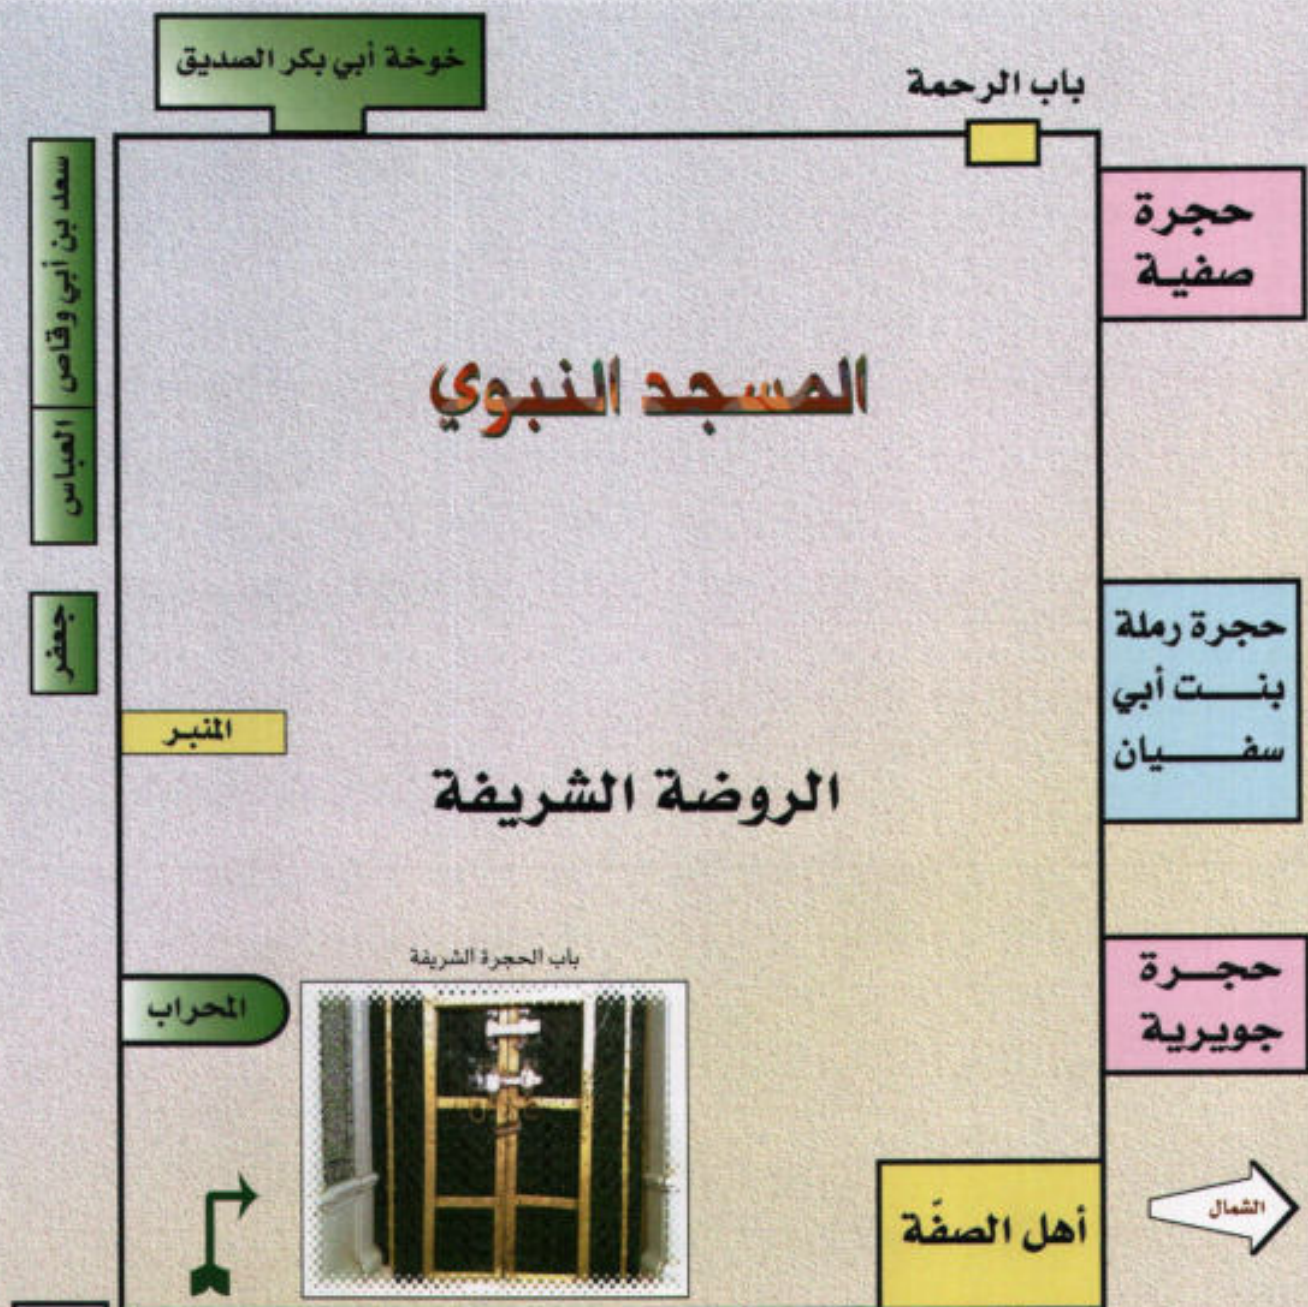 خوخة أبي بكر الصديق
باب الرحمة
سعد بن أبي وقاص
العباس
جعفر
حجرة
صفية
المسجد النبوي
حجرة رملة
بنت أبي
سفيان
المنبر
الروضة الشريفة
باب الحجرة الشريفة
المحراب
حجرة
جويرية
أهل الصفّة
الشمال